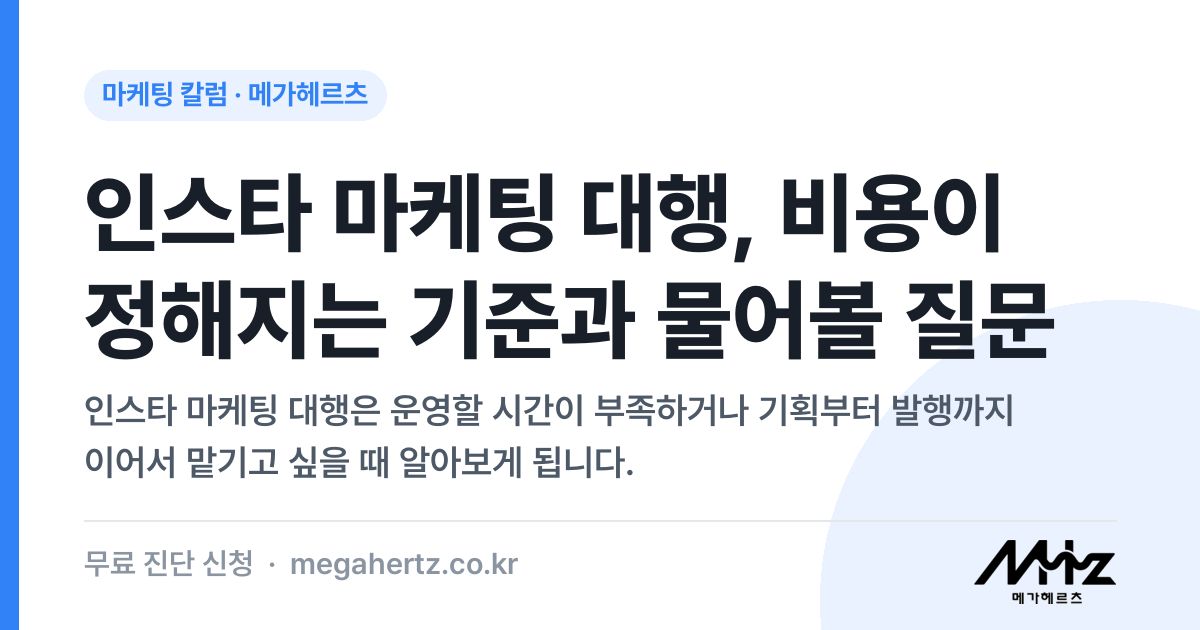 마케팅 칼럼 · 메가헤르츠
인스타 마케팅 대행, 비용이
정해지는 기준과 물어볼 질문
인스타 마케팅 대행은 운영할 시간이 부족하거나 기획부터 발행까지
이어서 맡기고 싶을 때 알아보게 됩니다.
무료 진단 신청 · megahertz.co.kr
MHz
메가헤르츠